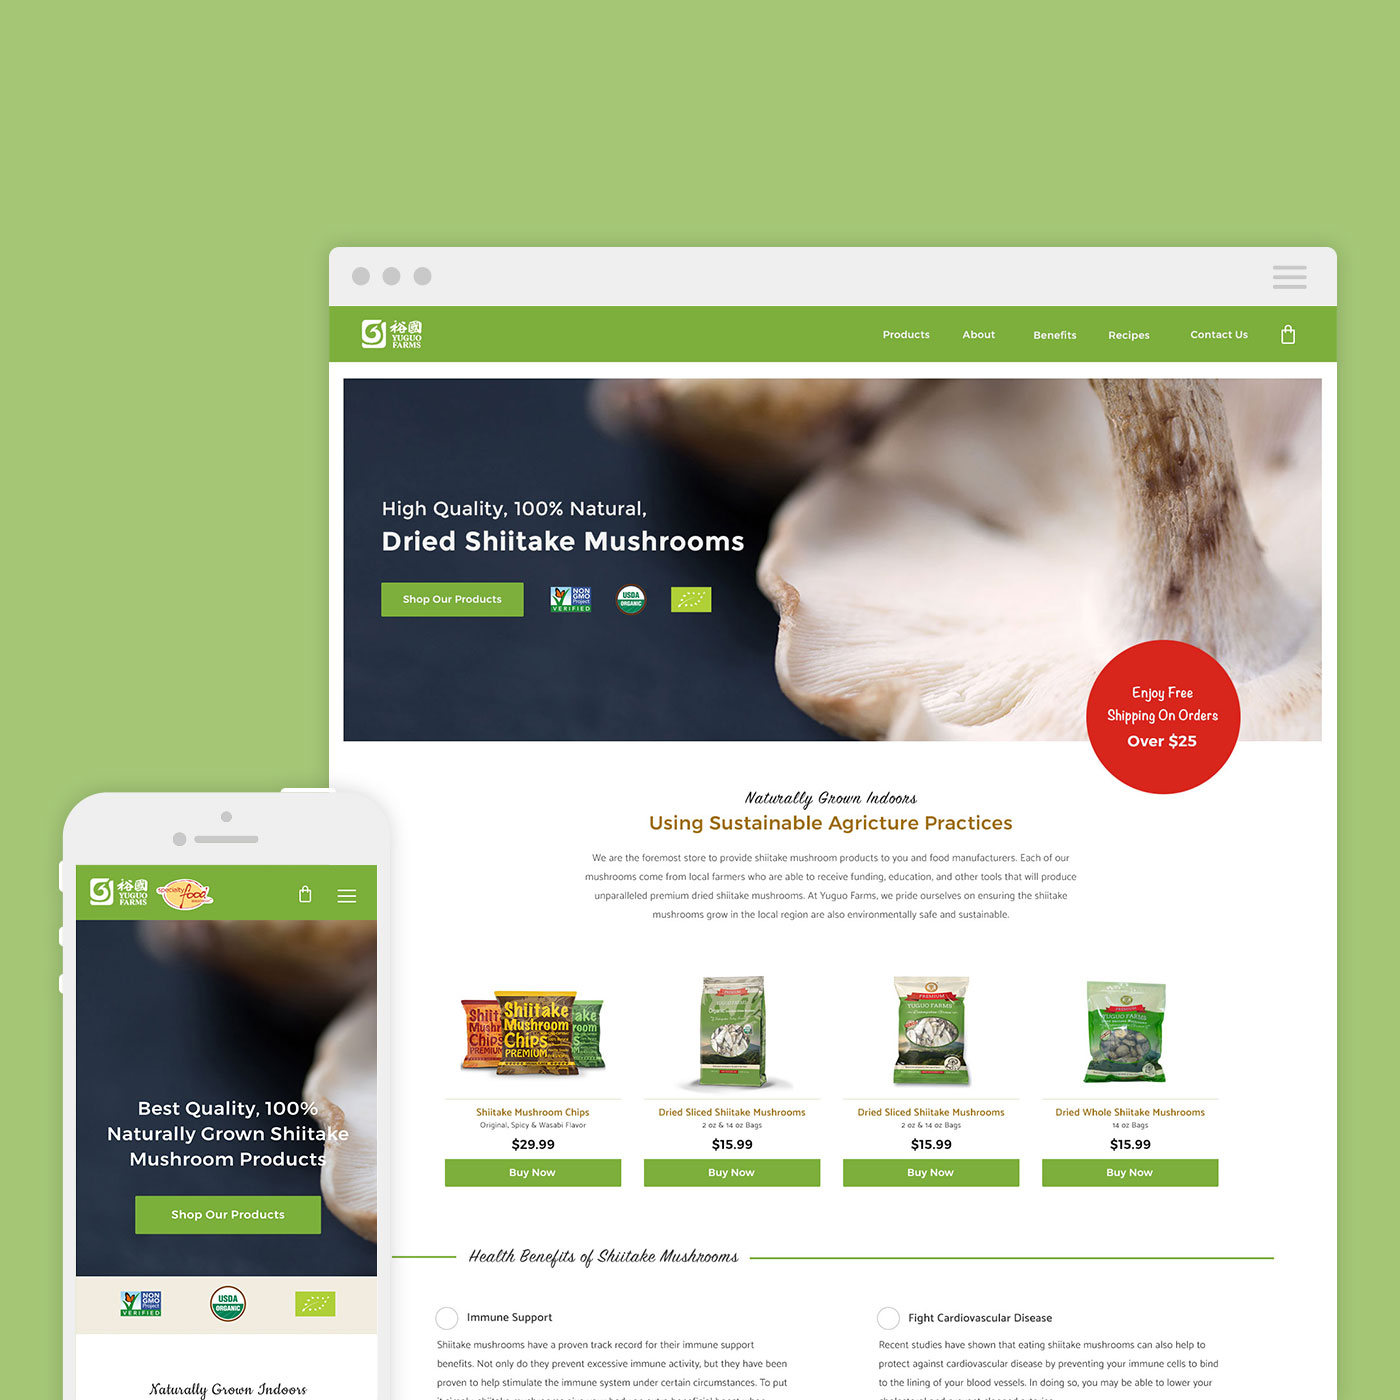 裕國
YUGUO
FARMS
Products
About
Benefits
Recipes
Contact Us
High Quality, 100% Natural,
Dried Shiitake Mushrooms
Shop Our Products
NON
GMO
Project
VERIFIED
USDA
ORGANIC
Enjoy Free
Shipping On Orders
Over $25
Naturally Grown Indoors
Using Sustainable Agricture Practices
We are the foremost store to provide shiitake mushroom products to you and food manufacturers. Each of our
mushrooms come from local farmers who are able to receive funding, education, and other tools that will produce
unparalleled premium dried shiitake mushrooms. At Yuguo Farms, we pride ourselves on ensuring the shiitake
mushrooms grow in the local region are also environmentally safe and sustainable.
Shiitake
Mushroom
Chips
PREMIUM
PREMIUM
YUGUO FARMS
PREMIUM
YUGUO FARMS
Shiitake Mushroom Chips
Original, Spicy & Wasabi Flavor
$29.99
Buy Now
Dried Sliced Shiitake Mushrooms
2 oz & 14 oz Bags
$15.99
Buy Now
Dried Sliced Shiitake Mushrooms
2 oz & 14 oz Bags
$15.99
Buy Now
Dried Whole Shiitake Mushrooms
14 oz Bags
$15.99
Buy Now
Health Benefits of Shiitake Mushrooms
Immune Support
Shiitake mushrooms have a proven track record for their immune support
benefits. Not only do they prevent excessive immune activity, but they have been
proven to help stimulate the immune system under certain circumstances. To put
Fight Cardiovascular Disease
Recent studies have shown that eating shiitake mushrooms can also help to
protect against cardiovascular disease by preventing your immune cells to bind
to the lining of your blood vessels. In doing so, you may be able to lower your
裕國
YUGUO
FARMS
specialty
food
Best Quality, 100%
Naturally Grown Shiitake
Mushroom Products
Shop Our Products
NON
GMO
Project
VERIFIED
USDA
ORGANIC
Naturally Grown Indoors